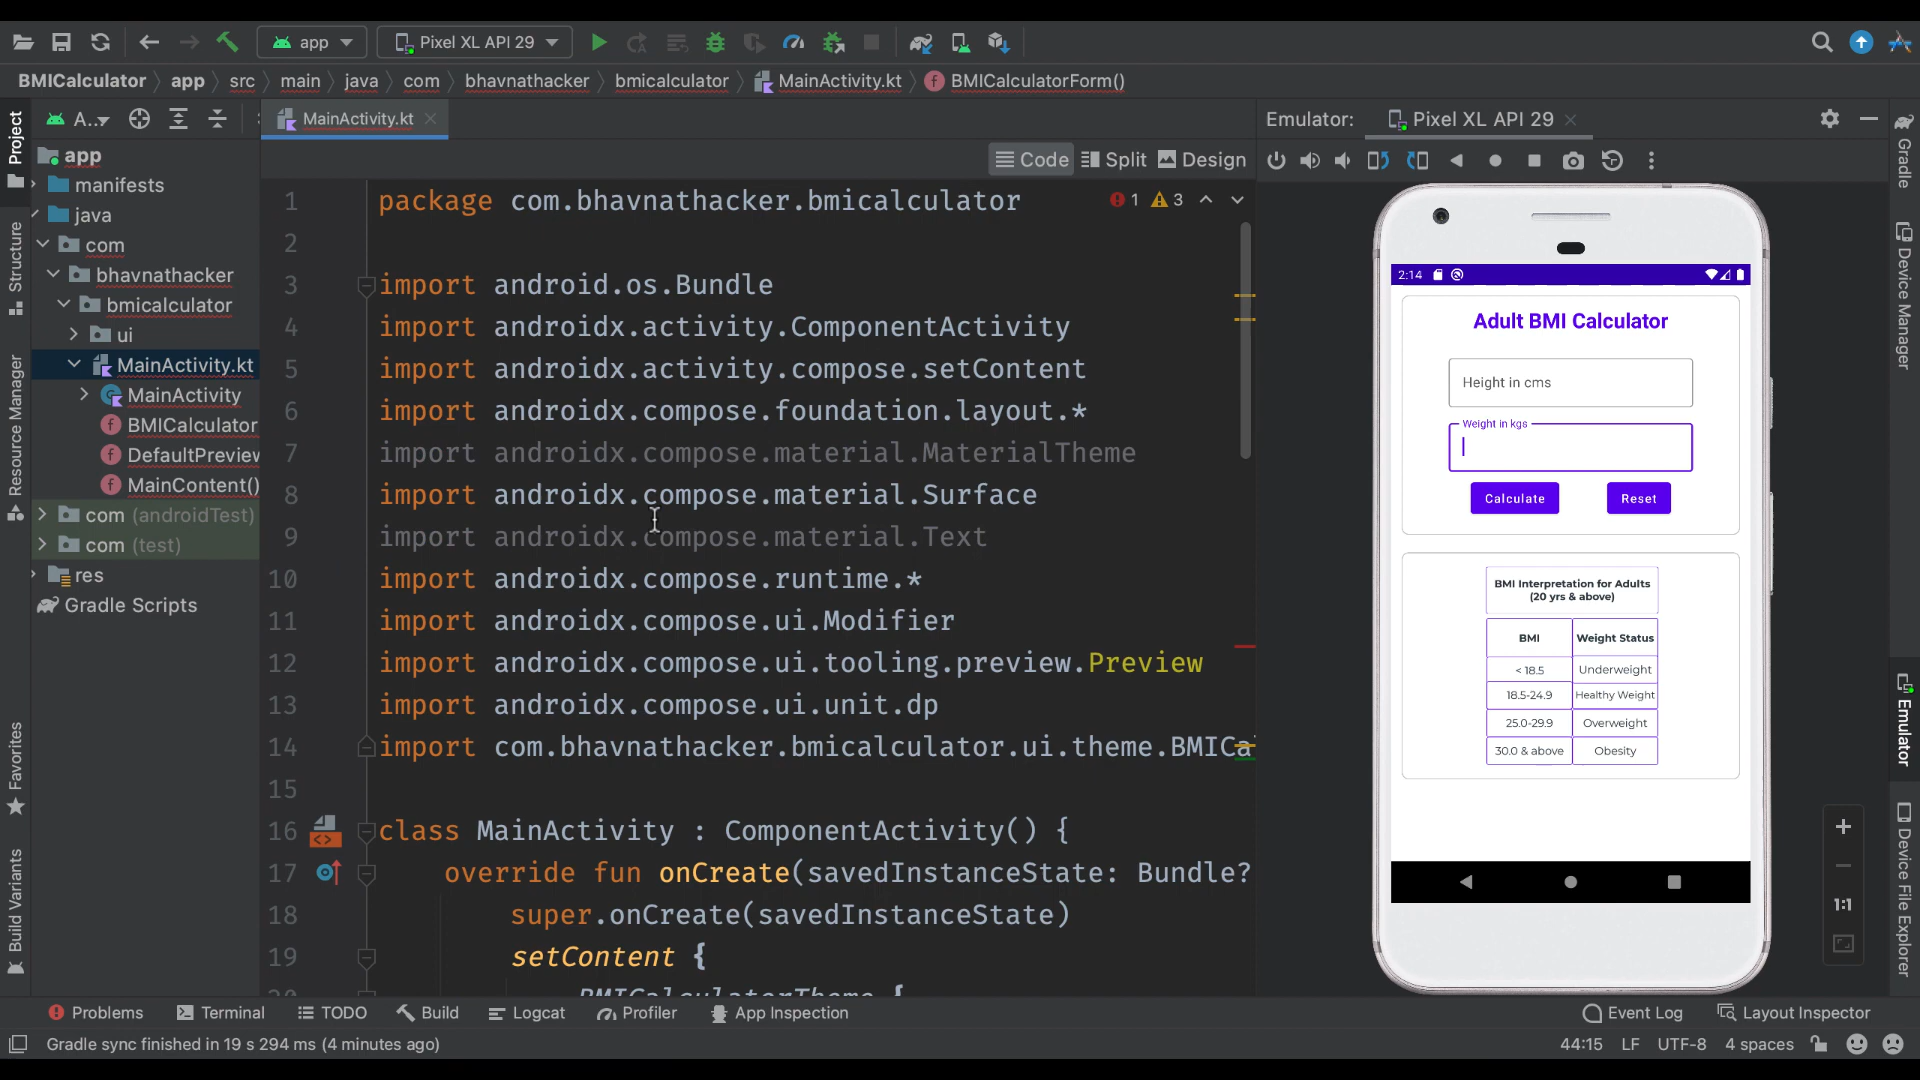 app
Pixel XL API 29
BMICalculator
app
src
main
java
com
bhavnathacker
bmicalculator
MainActivity.kt
BMICalculatorForm()
Project
A..
MainActivity.kt
Emulator:
Pixel XL API 29
Code
Split
Design
app
manifests
java
com
bhavnathacker
bmicalculator
ui
MainActivity.kt
MainActivity
BMICalculator
DefaultPreview
MainContent()
com (androidTest)
com (test)
res
Gradle Scripts
Structure
Resource Manager
Favorites
Build Variants
1 3
1 package com.bhavnathacker.bmicalculator
2
3 import android.os.Bundle
4 import androidx.activity.ComponentActivity
5 import androidx.activity.compose.setContent
6 import androidx.compose.foundation.layout.*
7 import androidx.compose.material.MaterialTheme
8 import androidx.compose.material.Surface
9 import androidx.compose.material.Text
10 import androidx.compose.runtime.*
11 import androidx.compose.ui.Modifier
12 import androidx.compose.ui.tooling.preview.Preview
13 import androidx.compose.ui.unit.dp
14 import com.bhavnathacker.bmicalculator.ui.theme.BMICa
15
16 class MainActivity : ComponentActivity() {
17 override fun onCreate(savedInstanceState: Bundle?
18 super.onCreate(savedInstanceState)
19 setContent {
20 BMICalculatorTheme {
2:14
Adult BMI Calculator
Height in cms
Weight in kgs
Calculate
Reset
BMI Interpretation for Adults
(20 yrs & above)
BMI Weight Status
< 18.5 Underweight
18.5-24.9 Healthy Weight
25.0-29.9 Overweight
30.0 & above Obesity
1:1
Gradle
Device Manager
Emulator
Device File Explorer
Problems
Terminal
TODO
Build
Logcat
Profiler
App Inspection
Event Log
Layout Inspector
Gradle sync finished in 19 s 294 ms (4 minutes ago)
44:15
LF
UTF-8
4 spaces